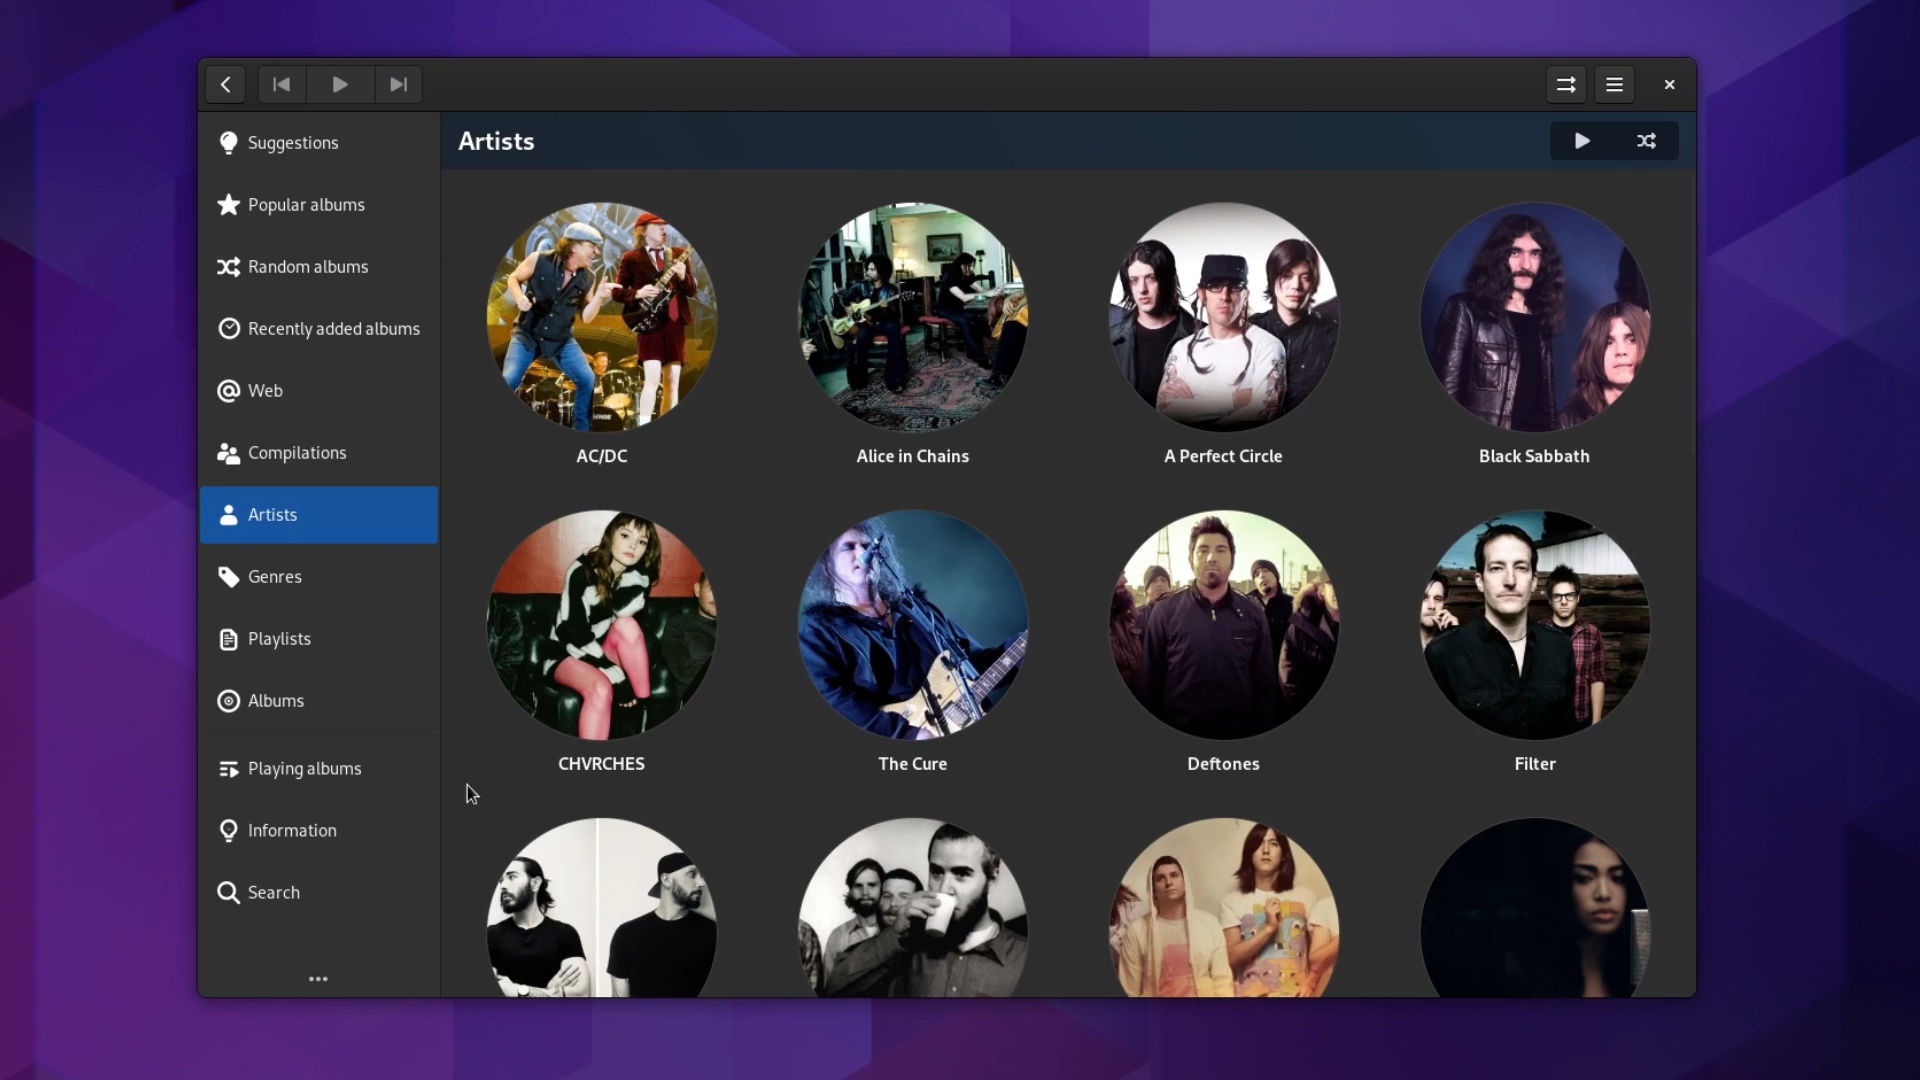 Suggestions
Popular albums
Random albums
Recently added albums
Web
Compilations
Artists
Genres
Playlists
Albums
Playing albums
Information
Search
Artists
AC/DC
Alice in Chains
A Perfect Circle
Black Sabbath
CHVRCHES
The Cure
Deftones
Filter